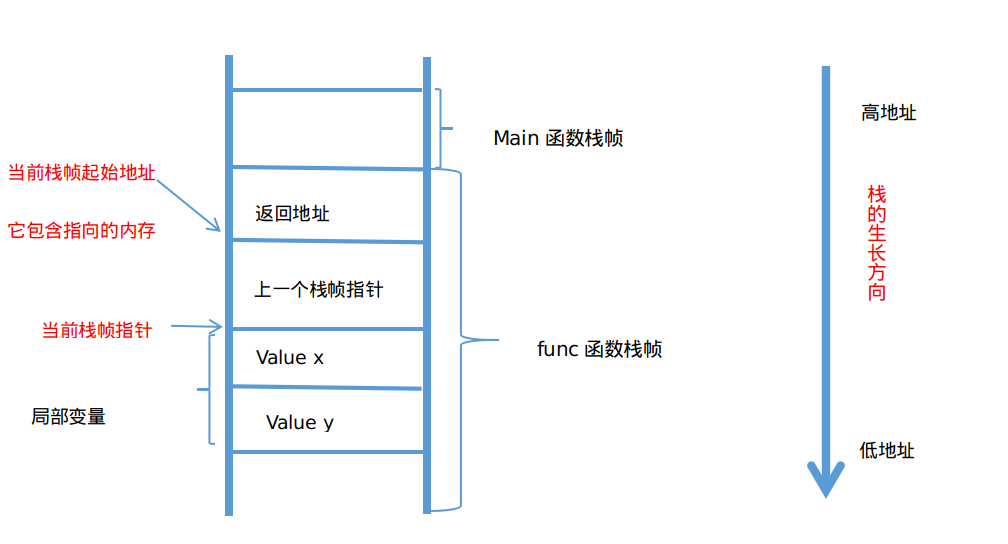 高地址
Main 函数栈帧
当前栈帧起始地址
返回地址
它包含指向的内存
栈的生长方向
上一个栈帧指针
当前栈帧指针
Value x
func 函数栈帧
局部变量
Value y
低地址